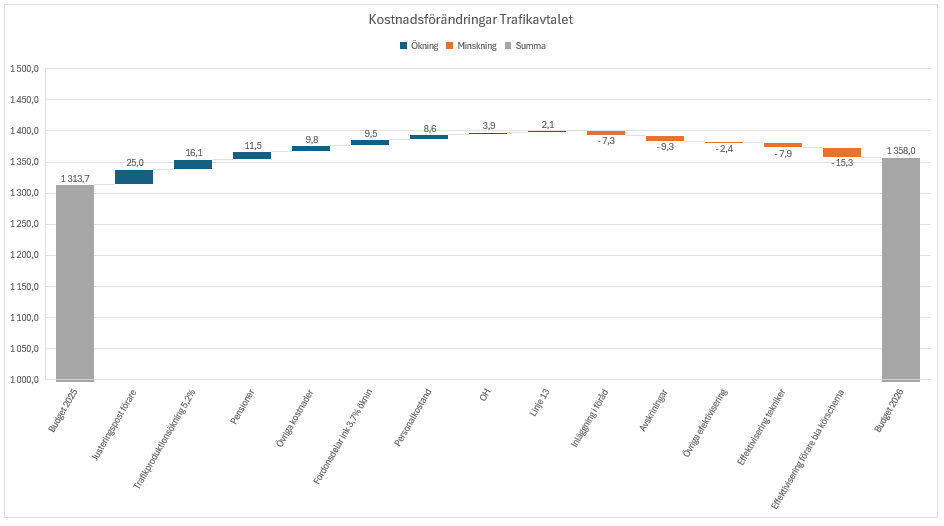 Kostnadsförändringar Trafikavtalet
Ökning Minskning Summa
1 500,0
1 450,0
1 400,0
1 350,0
1 300,0
1 250,0
1 200,0
1 150,0
1 100,0
1 050,0
1 000,0
1 313,7
25,0
16,1
11,5
9,8
9,5
8,6
3,9
2,1
-7,3
-9,3
-2,4
-7,9
-15,3
1 358,0
Budget 2025
Justeringspost förare
Trafikproduktionsökning 5,2%
Pensioner
Övriga kostnader
Fordonsdelar ink 3,7% öknin
Personalkostand
OH
Linje 13
Inläggning i föråd
Avskrningar
Övriga efektivisering
Effektivisering tekniker
Effektivisering förare bla körschema
Budget 2026